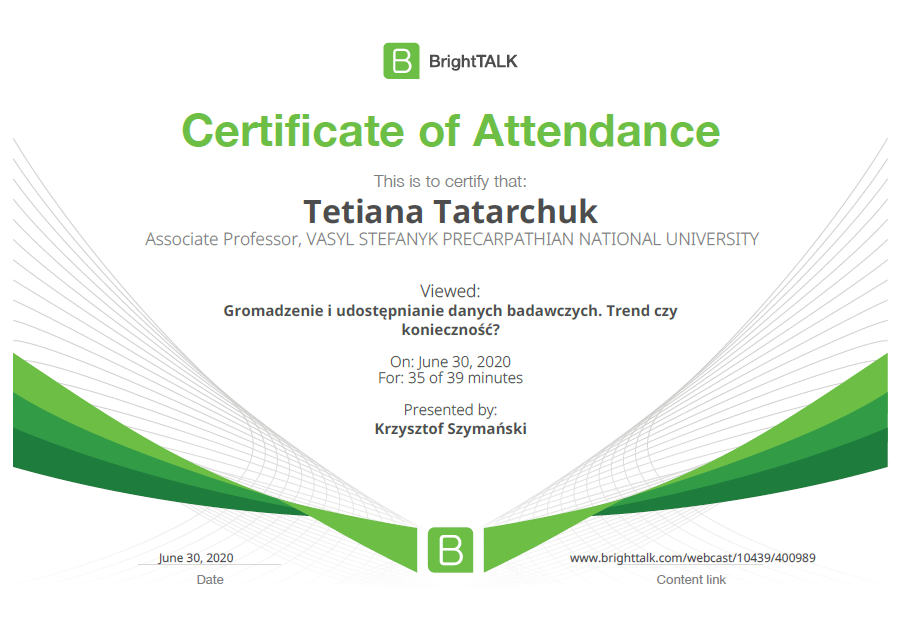 BrightTALK
Certificate of Attendance
This is to certify that:
Tetiana Tatarchuk
Associate Professor, VASYL STEFANYK PRECARPATHIAN NATIONAL UNIVERSITY
Viewed:
Gromadzenie i udostępnianie danych badawczych. Trend czy
konieczność?
On: June 30, 2020
For: 35 of 39 minutes
Presented by:
Krzysztof Szymański
June 30, 2020
Date
www.brighttalk.com/webcast/10439/400989
Content link